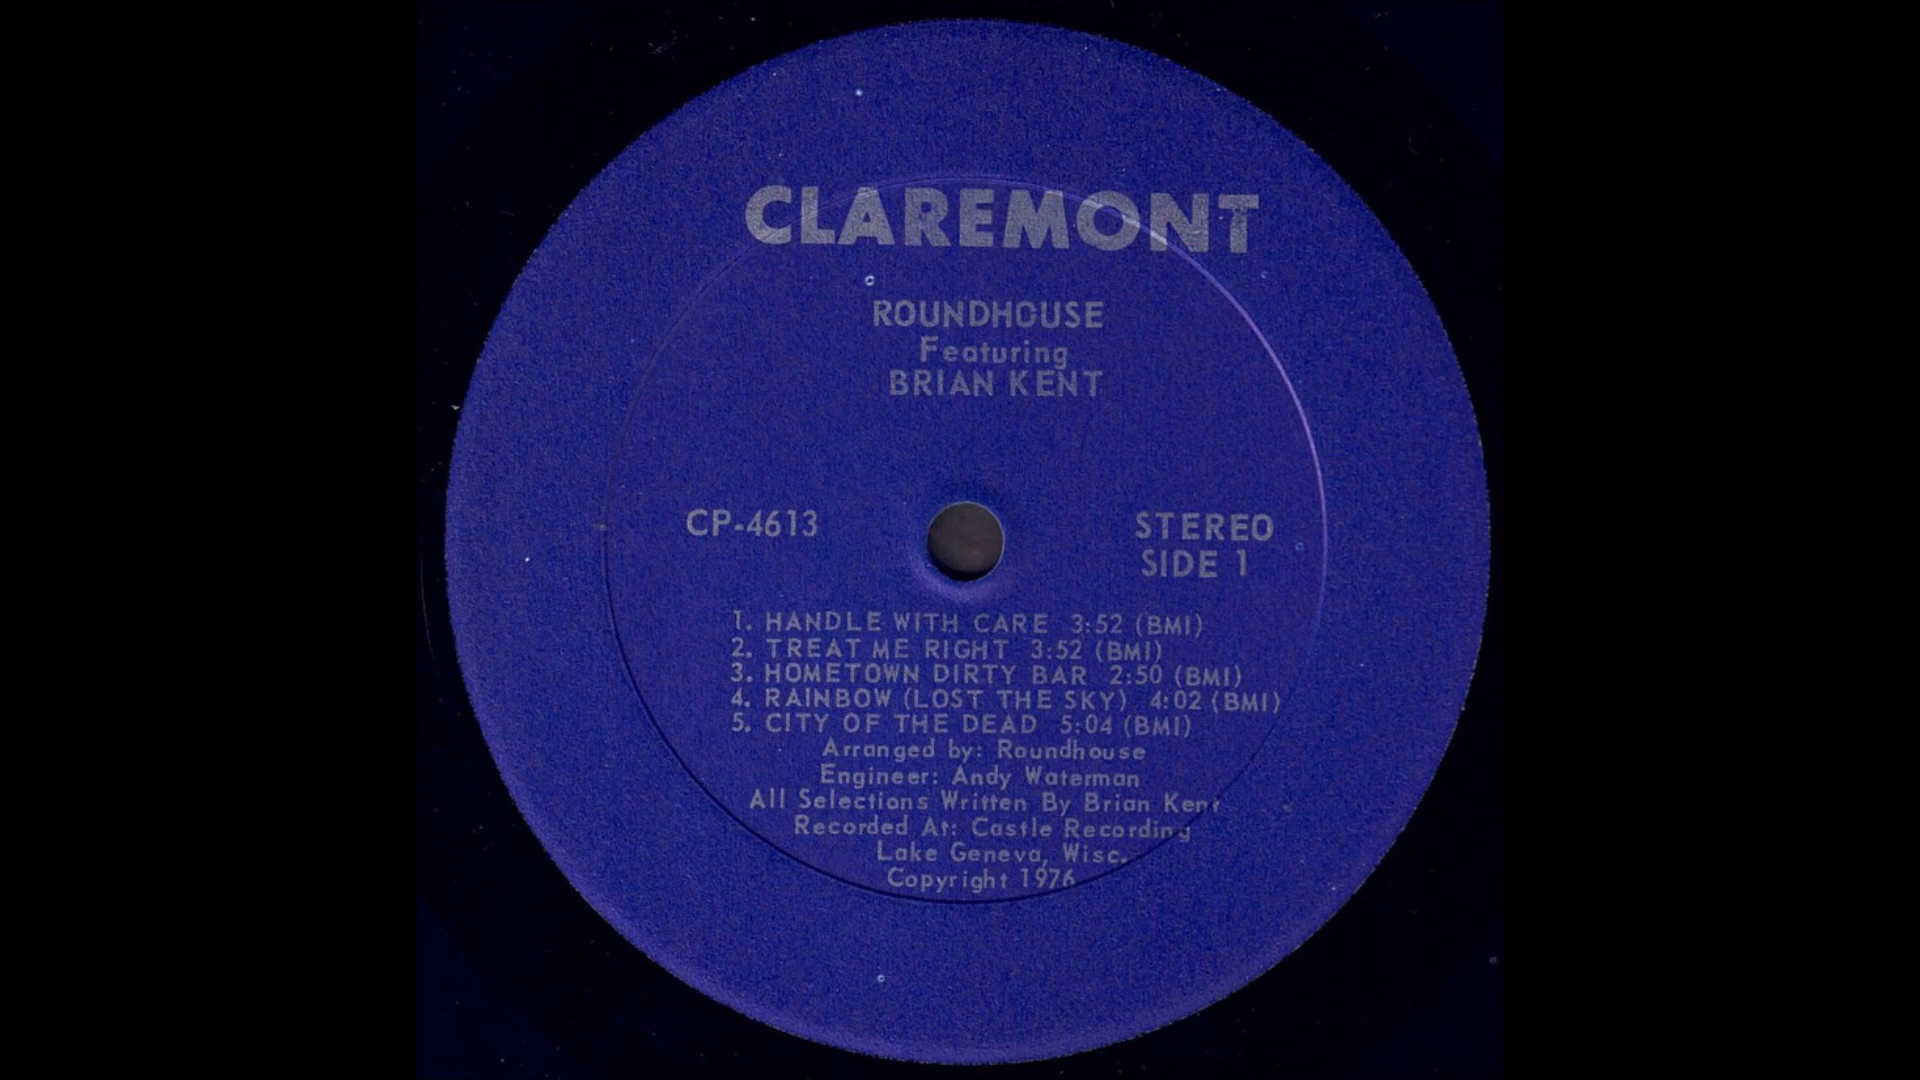 CLAREMONT
ROUNDHOUSE
Featuring
BRIAN KENT
CP-4613
STEREO
SIDE 1
1. HANDLE WITH CARE 3:52 (BMI)
2. TREAT ME RIGHT 3:52 (BMI)
3. HOMETOWN DIRTY BAR 2:50 (BMI)
4. RAINBOW (LOST THE SKY) 4:02 (BMI)
5. CITY OF THE DEAD 5:04 (BMI)
Arranged by: Roundhouse
Engineer: Andy Waterman
All Selections Written By Brian Kent
Recorded At: Castle Recording
Lake Geneva, Wisc.
Copyright 1976